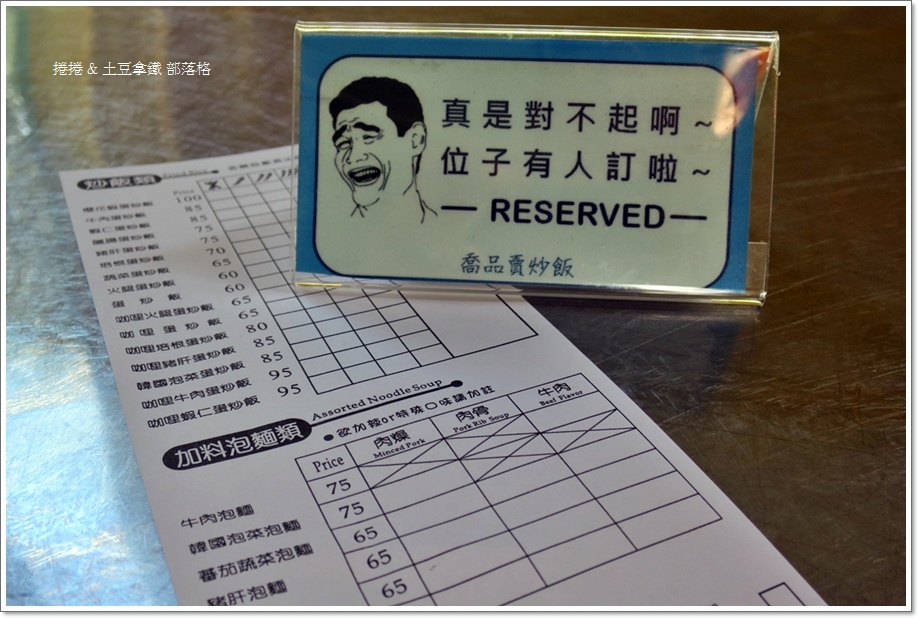 捲捲 & 土豆拿鐵 部落格
真是對不起啊~
位子有人訂啦~
— RESERVED —
喬品賣炒飯
炒飯類
Price
櫻花蝦蛋炒飯 100
牛肉蛋炒飯 85
蝦仁蛋炒飯 85
臘腸蛋炒飯 75
豬肝蛋炒飯 75
培根蛋炒飯 70
蔬菜蛋炒飯 65
火腿蛋炒飯 60
蛋炒飯 60
咖哩火腿蛋炒飯 65
咖哩蛋炒飯 65
咖哩培根蛋炒飯 80
咖哩豬肝蛋炒飯 85
韓國泡菜蛋炒飯 85
咖哩牛肉蛋炒飯 95
咖哩蝦仁蛋炒飯 95
加料泡麵類 Assorted Noodle Soup
●欲加辣or特殊口味請加註
Price 肉燥 Minced Pork 肉骨 Pork Rib Soup 牛肉 Beef Flavor
牛肉泡麵 75
韓國泡菜泡麵 75
蕃茄蔬菜泡麵 65
豬肝泡麵 65
65